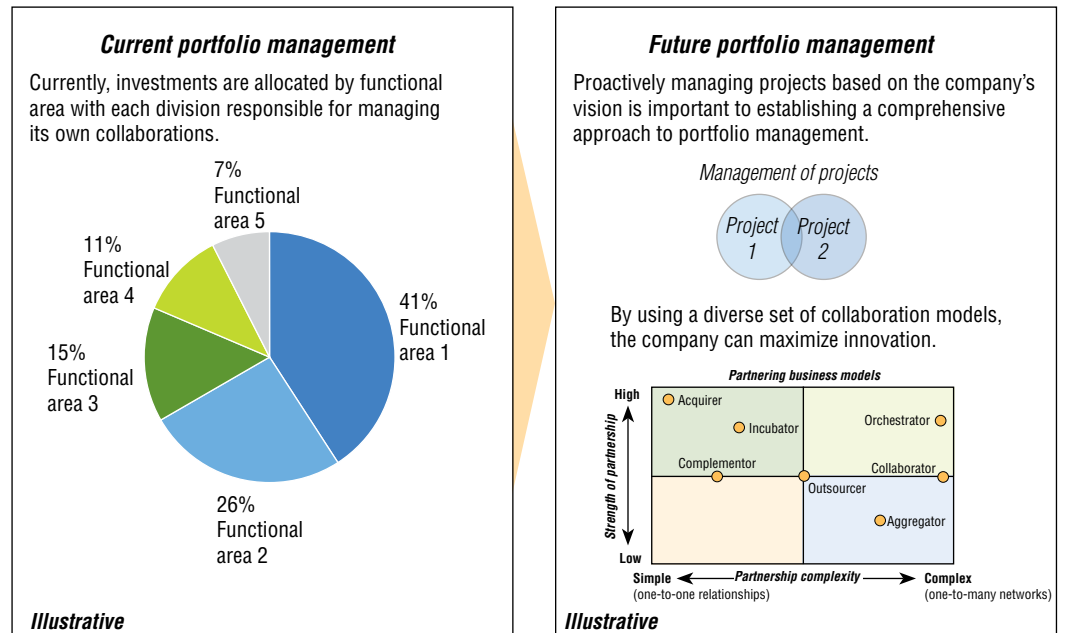 Current portfolio management
Currently, investments are allocated by functional
area with each division responsible for managing
its own collaborations.
7%
Functional
area 5
11%
Functional
area 4
41%
Functional
area 1
15%
Functional
area 3
26%
Functional
area 2
Illustrative
Future portfolio management
Proactively managing projects based on the company’s
vision is important to establishing a comprehensive
approach to portfolio management.
Management of projects
Project
1
Project
2
By using a diverse set of collaboration models,
the company can maximize innovation.
Partnering business models
High
Strength of partnership
Low
Acquirer
Incubator
Orchestrator
Complementor
Collaborator
Outsourcer
Aggregator
Simple
(one-to-one relationships)
Partnership complexity
Complex
(one-to-many networks)
Illustrative